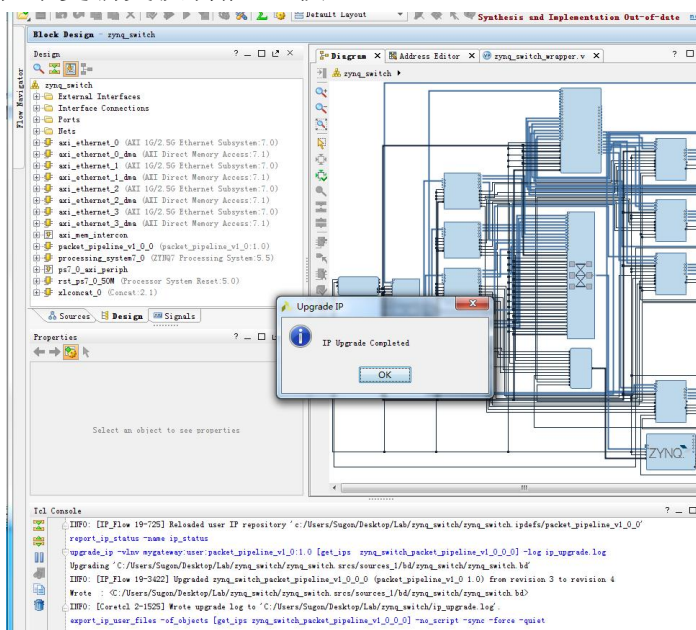 Default Layout
Synthesis and Implementation Out-of-date
Block Design - zynq_switch
Flow Navigator
Design
zynq_switch
External Interfaces
Interface Connections
Ports
Nets
axi_ethernet_0 (AXI 1G/2.5G Ethernet Subsystem:7.0)
axi_ethernet_0_dma (AXI Direct Memory Access:7.1)
axi_ethernet_1 (AXI 1G/2.5G Ethernet Subsystem:7.0)
axi_ethernet_1_dma (AXI Direct Memory Access:7.1)
axi_ethernet_2 (AXI 1G/2.5G Ethernet Subsystem:7.0)
axi_ethernet_2_dma (AXI Direct Memory Access:7.1)
axi_ethernet_3 (AXI 1G/2.5G Ethernet Subsystem:7.0)
axi_ethernet_3_dma (AXI Direct Memory Access:7.1)
axi_mem_intercon
packet_pipeline_v1_0_0 (packet_pipeline_v1_0:1.0)
processing_system7_0 (ZYNQ7 Processing System:5.5)
ps7_0_axi_periph
rst_ps7_0_50M (Processor System Reset:5.0)
xlconcat_0 (Concat:2.1)
Sources Design Signals
Properties
Select an object to see properties
Diagram Address Editor zynq_switch_wrapper.v
zynq_switch
ZYNQ
Upgrade IP
IP Upgrade Completed
OK
Tcl Console
INFO: [IP_Flow 19-725] Reloaded user IP repository 'c:/Users/Sugon/Desktop/Lab/zynq_switch/zynq_switch.ipdefs/packet_pipeline_v1_0_0'
report_ip_status -name ip_status
upgrade_ip -vlnv mygateway:user:packet_pipeline_v1_0:1.0 [get_ips zynq_switch_packet_pipeline_v1_0_0_0] -log ip_upgrade.log
Upgrading 'C:/Users/Sugon/Desktop/Lab/zynq_switch/zynq_switch.srcs/sources_1/bd/zynq_switch/zynq_switch.bd'
INFO: [IP_Flow 19-3422] Upgraded zynq_switch_packet_pipeline_v1_0_0_0 (packet_pipeline_v1_0 1.0) from revision 3 to revision 4
Wrote : <C:/Users/Sugon/Desktop/Lab/zynq_switch/zynq_switch.srcs/sources_1/bd/zynq_switch/zynq_switch.bd>
INFO: [Coretcl 2-1525] Wrote upgrade log to 'C:/Users/Sugon/Desktop/Lab/zynq_switch/ip_upgrade.log'.
export_ip_user_files -of_objects [get_ips zynq_switch_packet_pipeline_v1_0_0_0] -no_script -sync -force -quiet